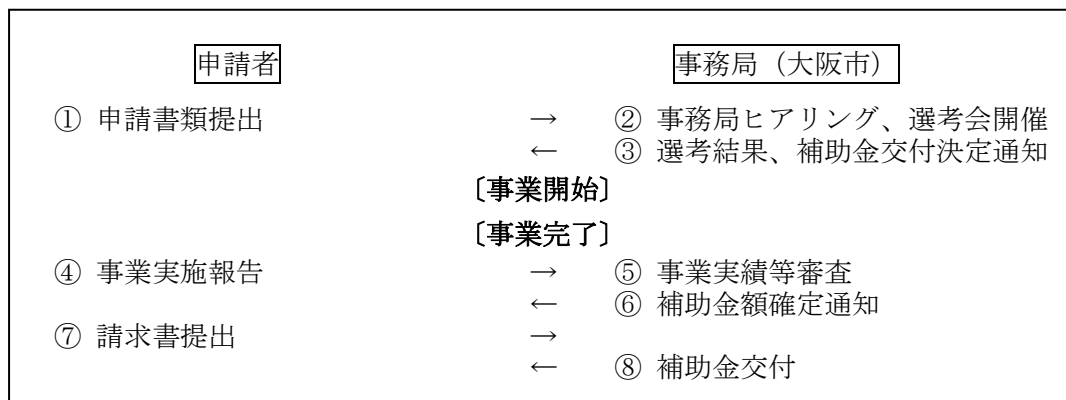 申請者 事務局（大阪市）
① 申請書類提出 → ② 事務局ヒアリング、選考会開催
← ③ 選考結果、補助金交付決定通知
〔事業開始〕
〔事業完了〕
④ 事業実施報告 → ⑤ 事業実績等審査
← ⑥ 補助金額確定通知
⑦ 請求書提出 →
← ⑧ 補助金交付